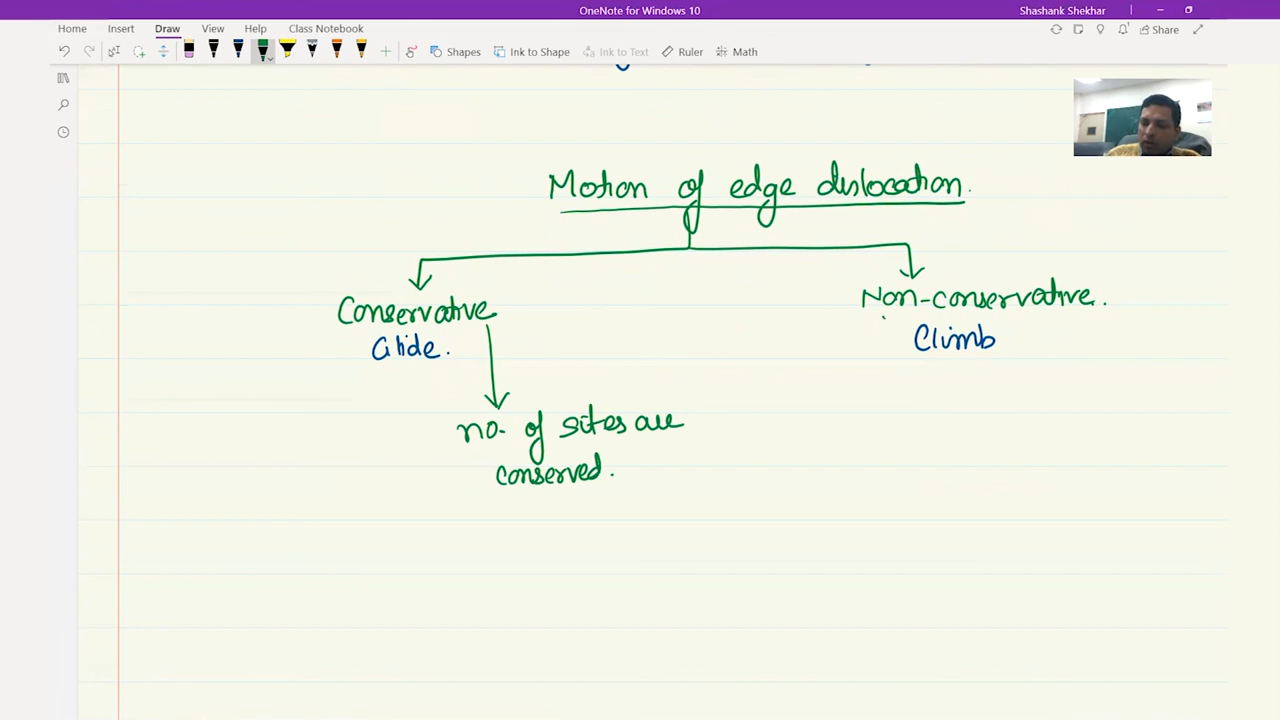 OneNote for Windows 10
Shashank Shekhar
Home Insert Draw View Help Class Notebook
Share
Shapes Ink to Shape Ink to Text Ruler Math
Motion of edge dislocation.
Conservative Non-conservative.
Glide. Climb
no. of sites are
conserved.